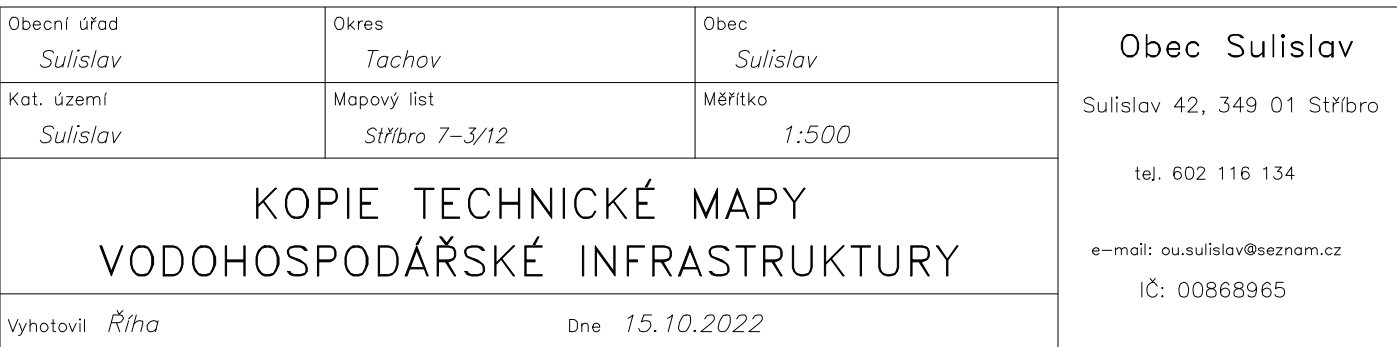 Obecní úřad
Sulislav
Okres
Tachov
Obec
Sulislav
Kat. území
Sulislav
Mapový list
Stříbro 7-3/12
Měřítko
1:500
KOPIE TECHNICKÉ MAPY
VODOHOSPODÁŘSKÉ INFRASTRUKTURY
Vyhotovil Říha
Dne 15.10.2022
Obec Sulislav
Sulislav 42, 349 01 Stříbro
tel. 602 116 134
e-mail: ou.sulislav@seznam.cz
IČ: 00868965